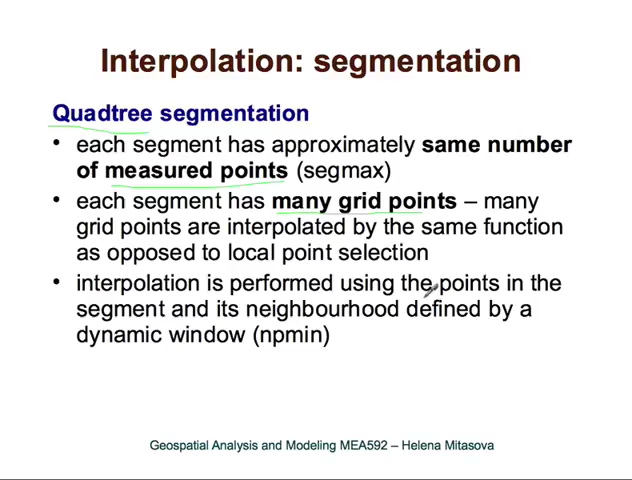 Interpolation: segmentation
Quadtree segmentation
• each segment has approximately same number
of measured points (segmax)
• each segment has many grid points – many
grid points are interpolated by the same function
as opposed to local point selection
• interpolation is performed using the points in the
segment and its neighbourhood defined by a
dynamic window (npmin)
Geospatial Analysis and Modeling MEA592 – Helena Mitasova